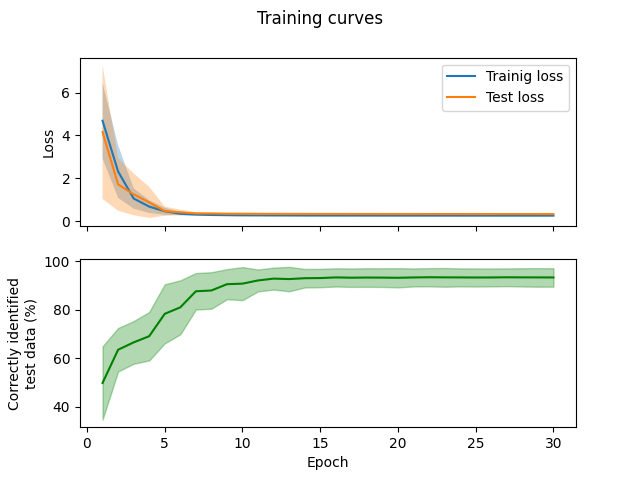 Training curves
Loss
6
4
2
0
Trainig loss
Test loss
Correctly identified
test data (%)
100
80
60
40
0
5
10
15
20
25
30
Epoch